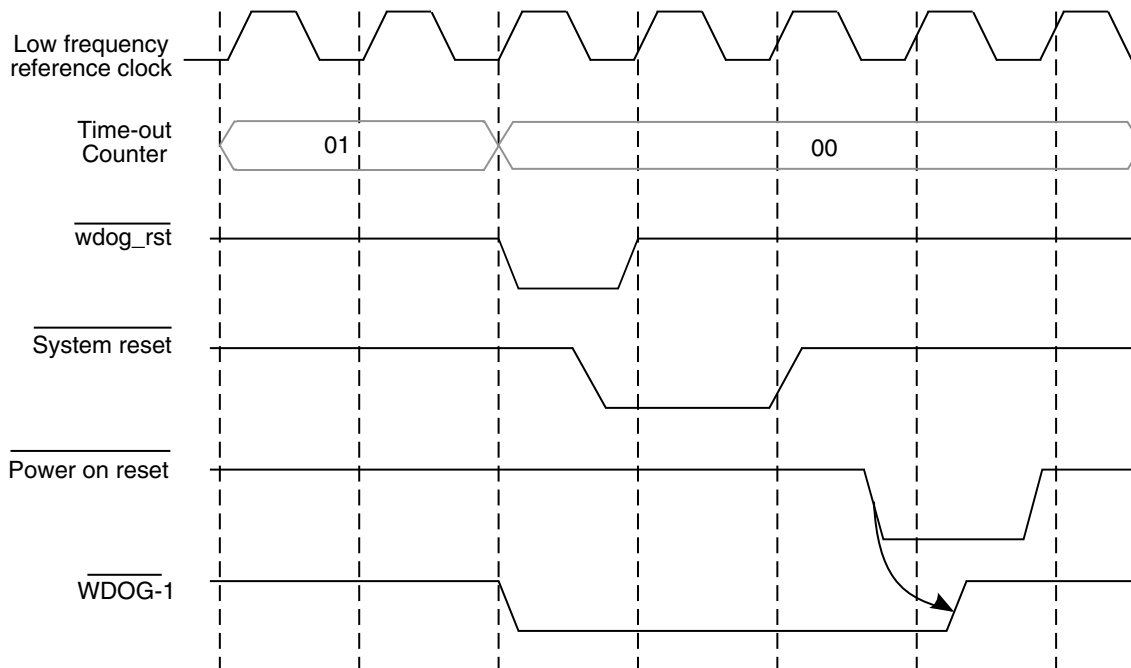 Low frequency
reference clock
Time-out
Counter
01
00
wdog_rst
System reset
Power on reset
WDOG-1